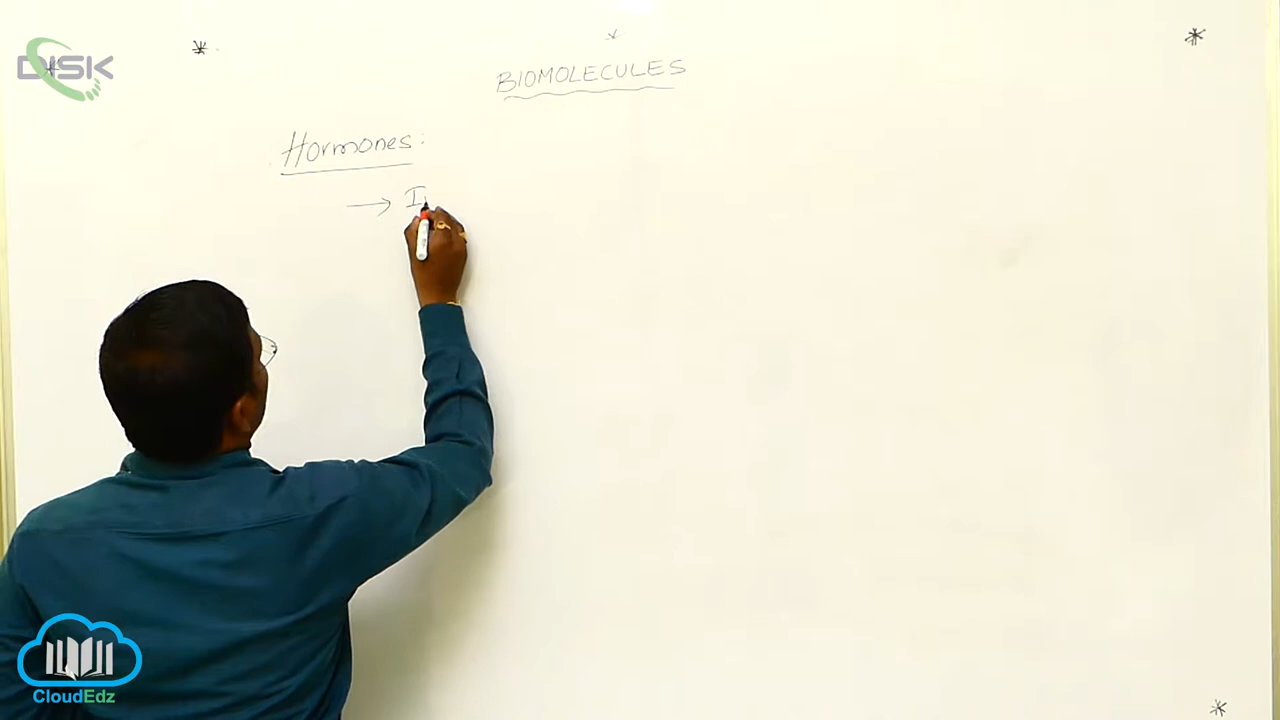 DISK
BIOMOLECULES
Hormones:
→ I
CloudEdz